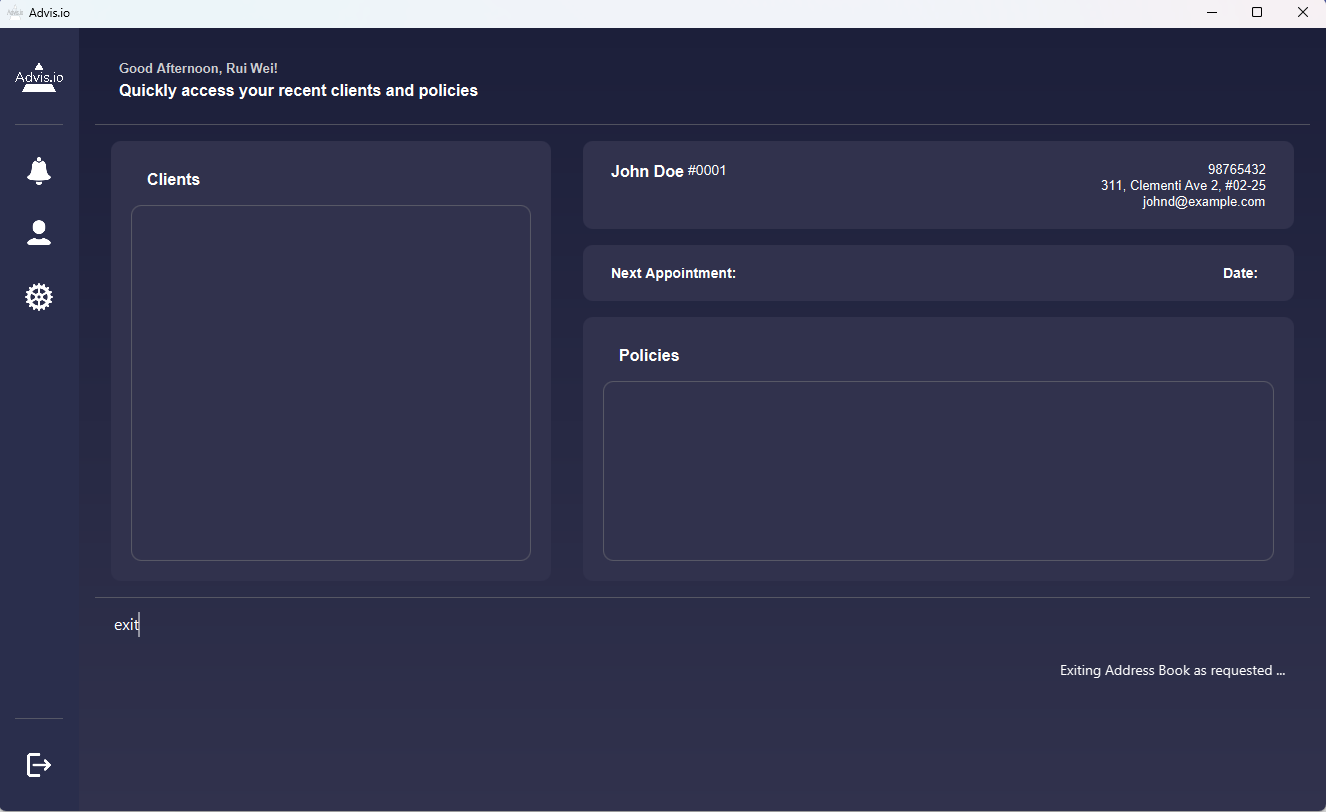 Advis.io
Advis.io
Good Afternoon, Rui Wei!
Quickly access your recent clients and policies
Clients
John Doe #0001
98765432
311, Clementi Ave 2, #02-25
johnd@example.com
Next Appointment:
Date:
Policies
exit
Exiting Address Book as requested ...